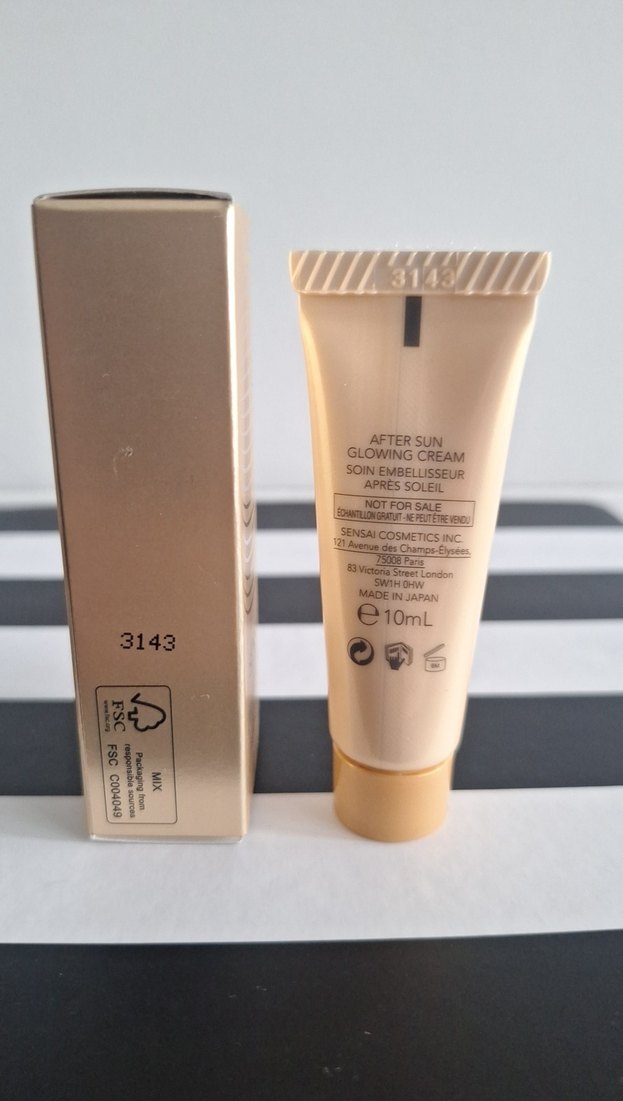 3143
MIX
Packaging from
responsible sources
FSC C004049
FSC
www.fsc.org
3143
AFTER SUN
GLOWING CREAM
SOIN EMBELLISSEUR
APRÈS SOLEIL
NOT FOR SALE
ÉCHANTILLON GRATUIT - NE PEUT ÊTRE VENDU
SENSAI COSMETICS INC.
121 Avenue des Champs-Élysées,
75008 Paris
83 Victoria Street London
SW1H 0HW
MADE IN JAPAN
℮10mL